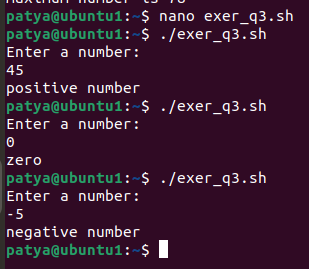 patya@ubuntu1:~$ nano exer_q3.sh
patya@ubuntu1:~$ ./exer_q3.sh
Enter a number:
45
positive number
patya@ubuntu1:~$ ./exer_q3.sh
Enter a number:
0
zero
patya@ubuntu1:~$ ./exer_q3.sh
Enter a number:
-5
negative number
patya@ubuntu1:~$